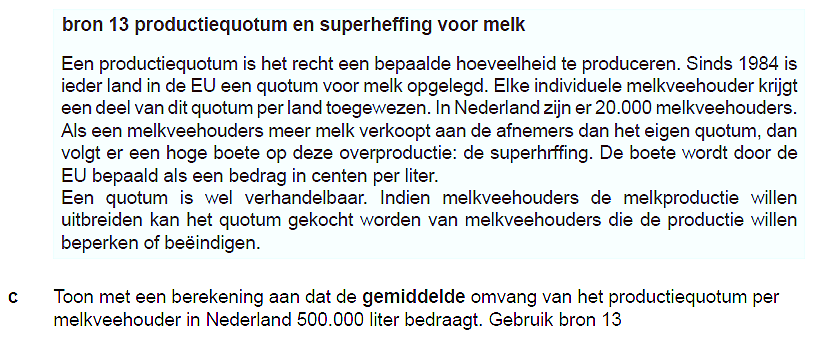 bron 13 productiequotum en superheffing voor melk
Een productiequotum is het recht een bepaalde hoeveelheid te produceren. Sinds 1984 is
ieder land in de EU een quotum voor melk opgelegd. Elke individuele melkveehouder krijgt
een deel van dit quotum per land toegewezen. In Nederland zijn er 20.000 melkveehouders.
Als een melkveehouders meer melk verkoopt aan de afnemers dan het eigen quotum, dan
volgt er een hoge boete op deze overproductie: de superhrffing. De boete wordt door de
EU bepaald als een bedrag in centen per liter.
Een quotum is wel verhandelbaar. Indien melkveehouders de melkproductie willen
uitbreiden kan het quotum gekocht worden van melkveehouders die de productie willen
beperken of beëindigen.
c Toon met een berekening aan dat de gemiddelde omvang van het productiequotum per
melkveehouder in Nederland 500.000 liter bedraagt. Gebruik bron 13